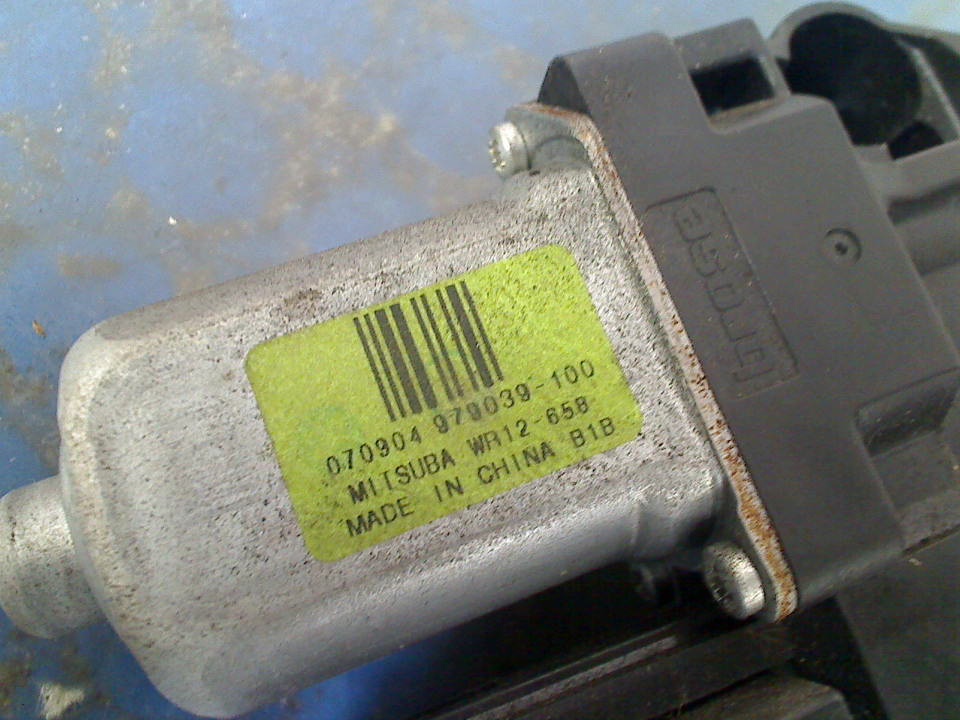 070904 979039-100
MITSUBA WR12-658
MADE IN CHINA B1B
brose